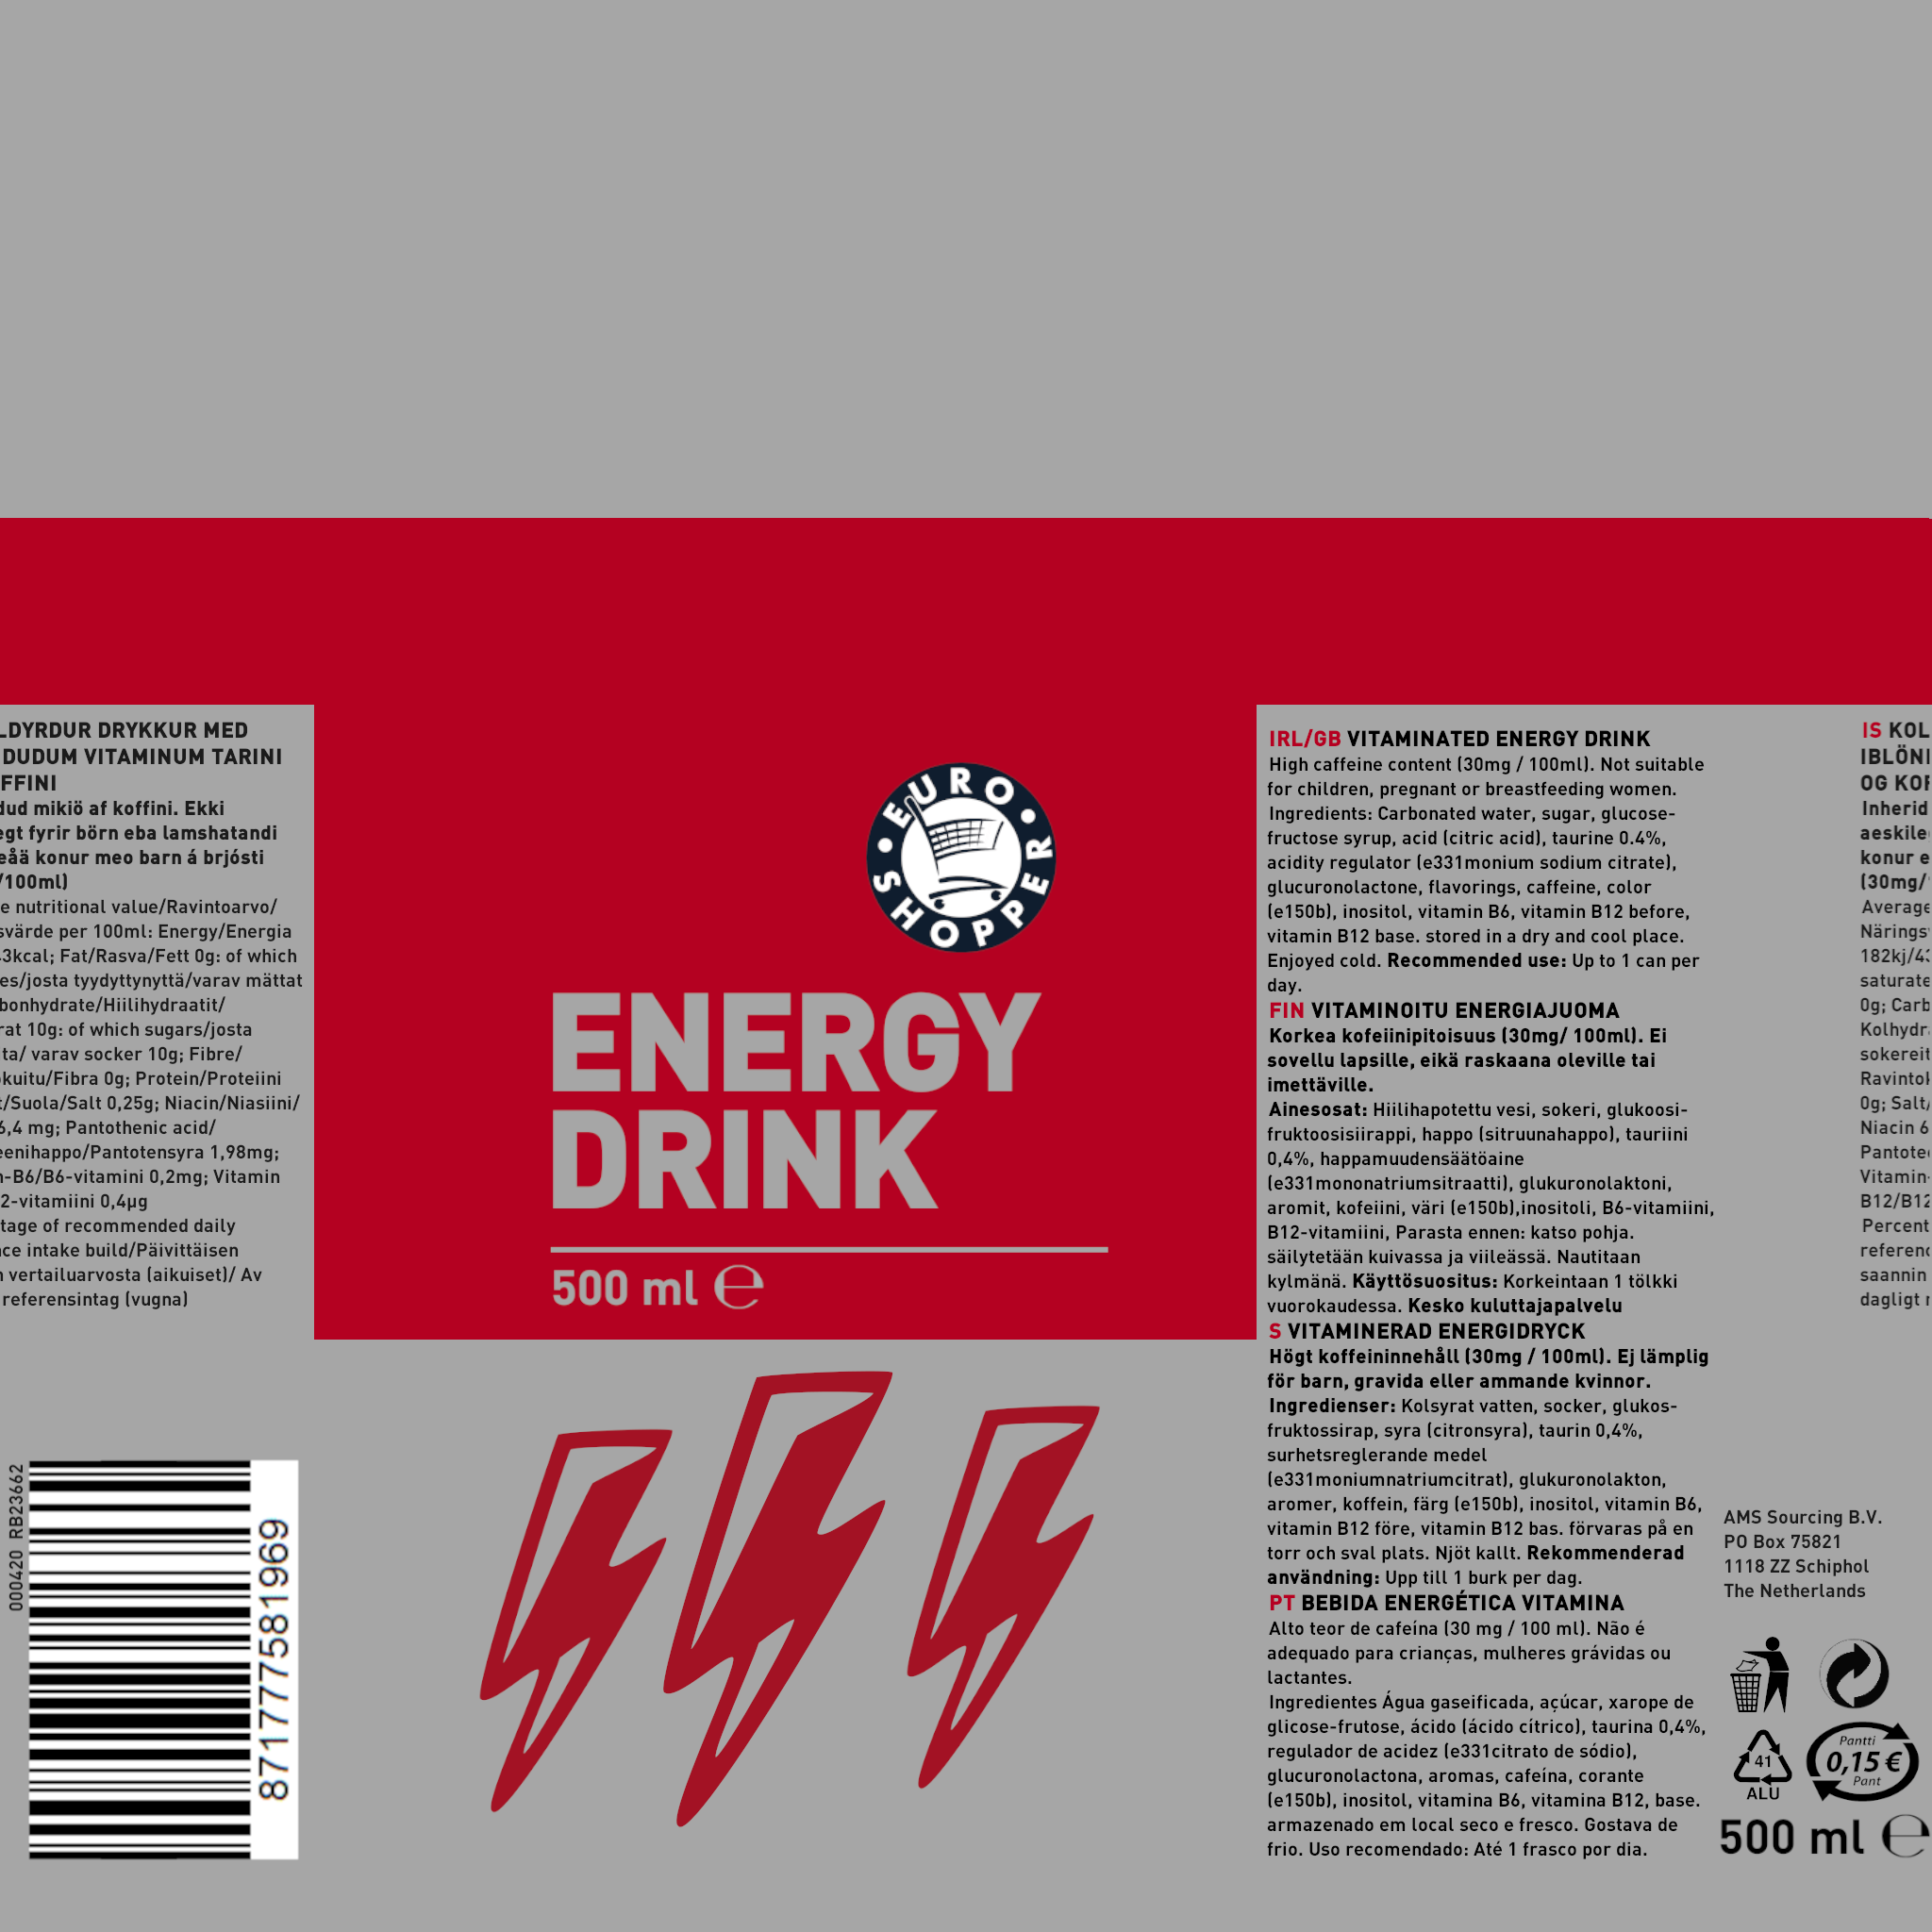 LDYRDUR DRYKKUR MED
DUDUM VITAMINUM TARINI
FFINI
dud mikiö af koffini. Ekki
egt fyrir börn eba lamshatandi
eåä konur meo barn á brjósti
/100ml)
e nutritional value/Ravintoarvo/
svärde per 100ml: Energy/Energia
3kcal; Fat/Rasva/Fett 0g: of which
es/josta tyydyttynyttä/varav mättat
bonhydrate/Hiilihydraatit/
rat 10g: of which sugars/josta
ta/ varav socker 10g; Fibre/
okuitu/Fibra 0g; Protein/Proteiini
t/Suola/Salt 0,25g; Niacin/Niasiini/
6,4 mg; Pantothenic acid/
eenihappo/Pantotensyra 1,98mg;
n-B6/B6-vitamini 0,2mg; Vitamin
2-vitamiini 0,4µg
tage of recommended daily
ce intake build/Päivittäisen
n vertailuarvosta (aikuiset)/ Av
referensintag (vugna)
000420 RB23662
8717775819​69
EURO SHOPPER
ENERGY
DRINK
500 ml ℮
IRL/GB VITAMINATED ENERGY DRINK
High caffeine content (30mg / 100ml). Not suitable
for children, pregnant or breastfeeding women.
Ingredients: Carbonated water, sugar, glucose-
fructose syrup, acid (citric acid), taurine 0.4%,
acidity regulator (e331monium sodium citrate),
glucuronolactone, flavorings, caffeine, color
(e150b), inositol, vitamin B6, vitamin B12 before,
vitamin B12 base. stored in a dry and cool place.
Enjoyed cold. Recommended use: Up to 1 can per
day.
FIN VITAMINOITU ENERGIAJUOMA
Korkea kofeiinipitoisuus (30mg/ 100ml). Ei
sovellu lapsille, eikä raskaana oleville tai
imettäville.
Ainesosat: Hiilihapotettu vesi, sokeri, glukoosi-
fruktoosisiirappi, happo (sitruunahappo), tauriini
0,4%, happamuudensäätöaine
(e331mononatriumsitraatti), glukuronolaktoni,
aromit, kofeiini, väri (e150b),inositoli, B6-vitamiini,
B12-vitamiini, Parasta ennen: katso pohja.
säilytetään kuivassa ja viileässä. Nautitaan
kylmänä. Käyttösuositus: Korkeintaan 1 tölkki
vuorokaudessa. Kesko kuluttajapalvelu
S VITAMINERAD ENERGIDRYCK
Högt koffeininnehåll (30mg / 100ml). Ej lämplig
för barn, gravida eller ammande kvinnor.
Ingredienser: Kolsyrat vatten, socker, glukos-
fruktossirap, syra (citronsyra), taurin 0,4%,
surhetsreglerande medel
(e331moniumnatriumcitrat), glukuronolakton,
aromer, koffein, färg (e150b), inositol, vitamin B6,
vitamin B12 före, vitamin B12 bas. förvaras på en
torr och sval plats. Njöt kallt. Rekommenderad
användning: Upp till 1 burk per dag.
PT BEBIDA ENERGÉTICA VITAMINA
Alto teor de cafeína (30 mg / 100 ml). Não é
adequado para crianças, mulheres grávidas ou
lactantes.
Ingredientes Água gaseificada, açúcar, xarope de
glicose-frutose, ácido (ácido cítrico), taurina 0,4%,
regulador de acidez (e331citrato de sódio),
glucuronolactona, aromas, cafeína, corante
(e150b), inositol, vitamina B6, vitamina B12, base.
armazenado em local seco e fresco. Gostava de
frio. Uso recomendado: Até 1 frasco por dia.
IS KOL
IBLÖN
OG KOF
Inherid
aeskile
konur e
(30mg/
Average
Närings
182kj/43
saturate
0g; Carb
Kolhydr
sokereit
Ravintok
0g; Salt/
Niacin 6
Pantote
Vitamin-
B12/B12
Percent
referenc
saannin
dagligt r
AMS Sourcing B.V.
PO Box 75821
1118 ZZ Schiphol
The Netherlands
41
ALU
Pantti
0,15 €
Pant
500 ml ℮